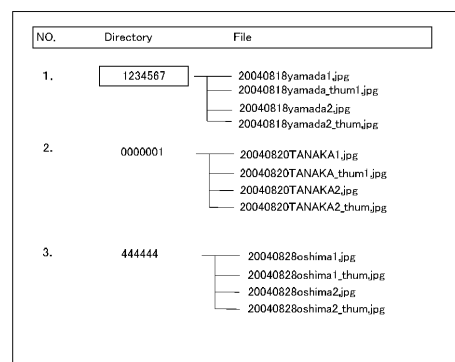 NO. Directory File
1. 1234567 20040818yamada1.jpg
20040818yamada_thum1.jpg
20040818yamada2.jpg
20040818yamada2_thum.jpg
2. 0000001 20040820TANAKA1.jpg
20040820TANAKA_thum1.jpg
20040820TANAKA2.jpg
20040820TANAKA2_thum.jpg
3. 444444 20040828oshima1.jpg
20040828oshima1_thum.jpg
20040828oshima2.jpg
20040828oshima2_thum.jpg